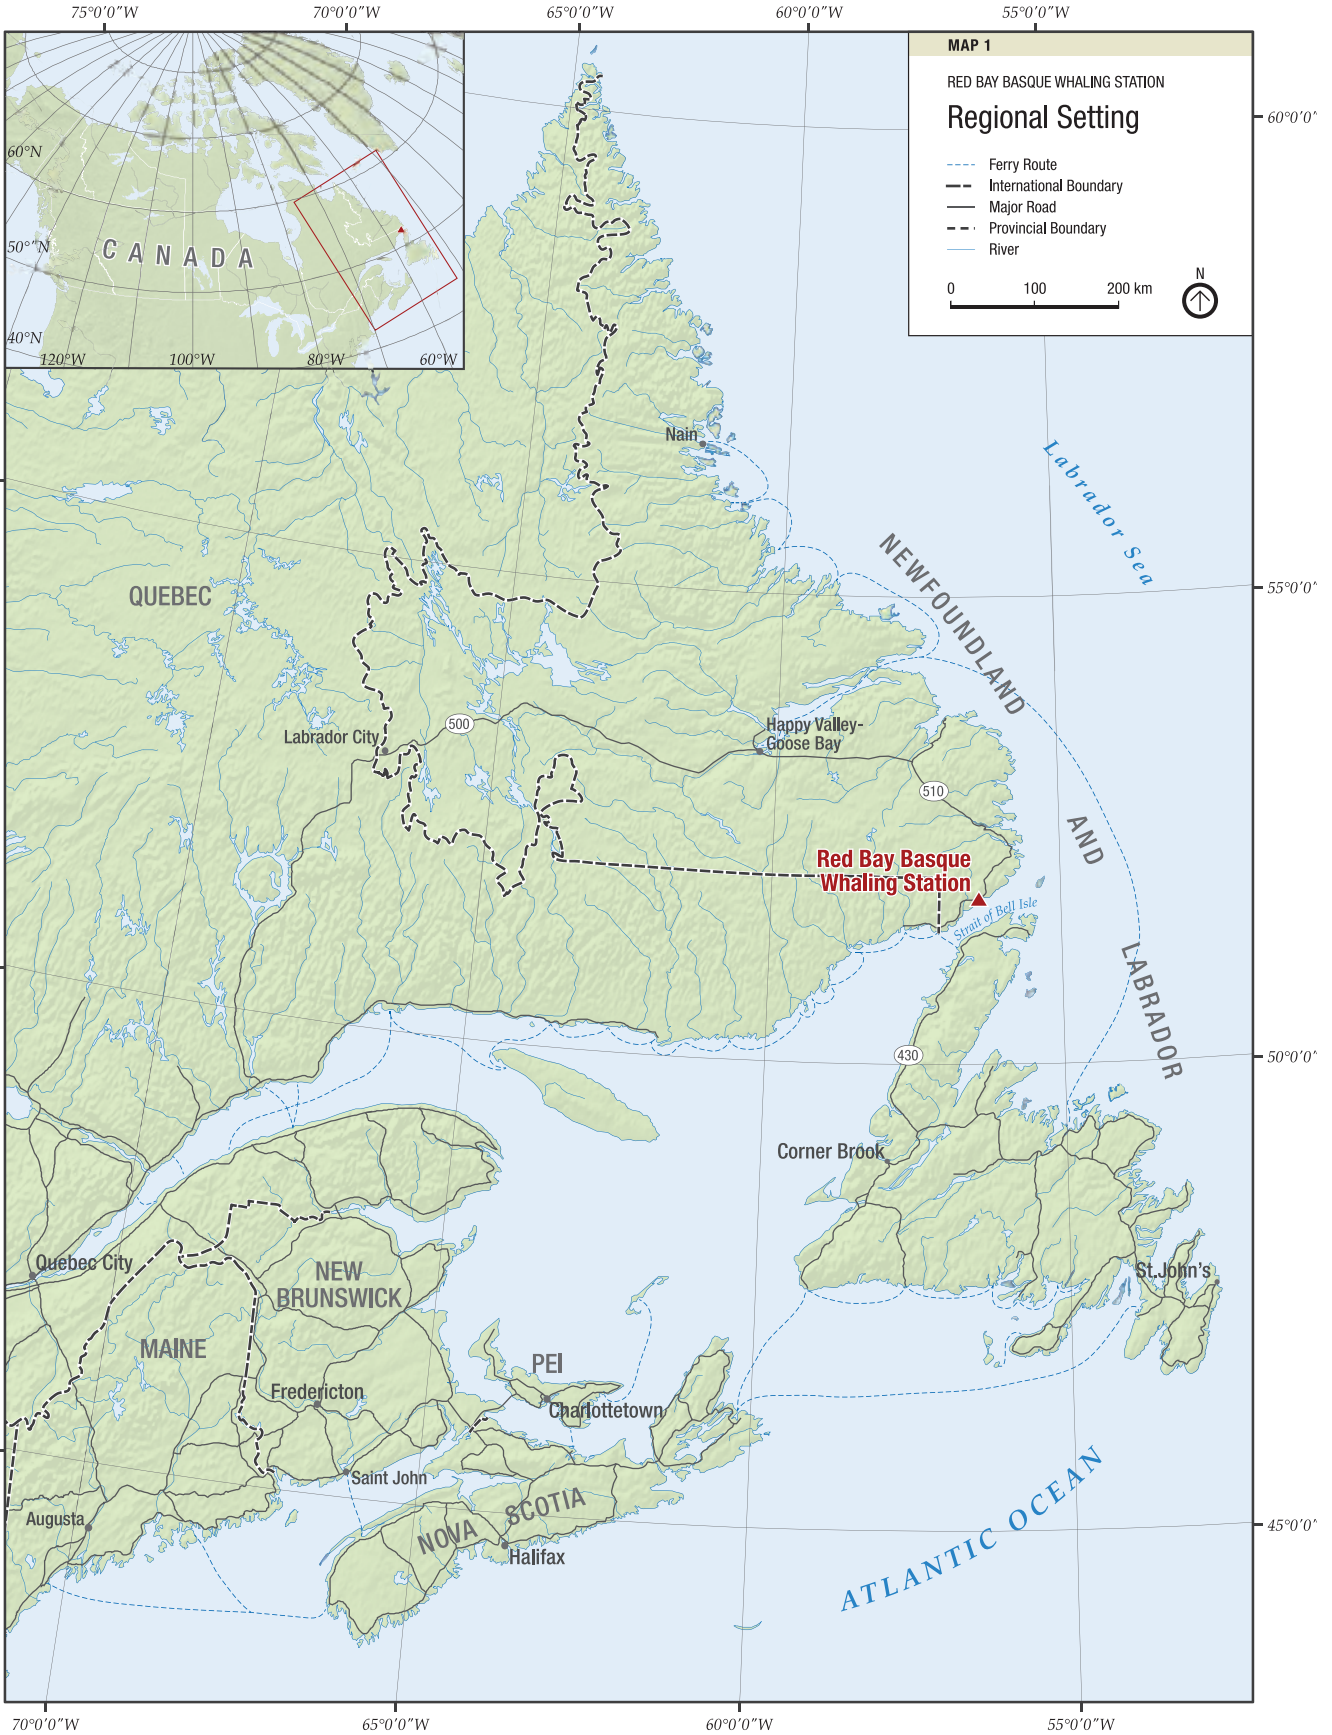 75°0'0"W
70°0'0"W
65°0'0"W
60°0'0"W
55°0'0"W
MAP 1
RED BAY BASQUE WHALING STATION
Regional Setting
Ferry Route
International Boundary
Major Road
Provincial Boundary
River
0 100 200 km
N
60°N
50°N
40°N
CANADA
120°W
100°W
80°W
60°W
60°0'0"
55°0'0"
50°0'0"
45°0'0"
Nain
Labrador Sea
QUEBEC
NEWFOUNDLAND
AND
LABRADOR
500
Labrador City
Happy Valley-
Goose Bay
510
Red Bay Basque
Whaling Station
Strait of Bell Isle
430
Corner Brook
St.John's
Quebec City
NEW
BRUNSWICK
MAINE
PEI
Fredericton
Charlottetown
Saint John
Augusta
NOVA SCOTIA
Halifax
ATLANTIC OCEAN
70°0'0"W
65°0'0"W
60°0'0"W
55°0'0"W